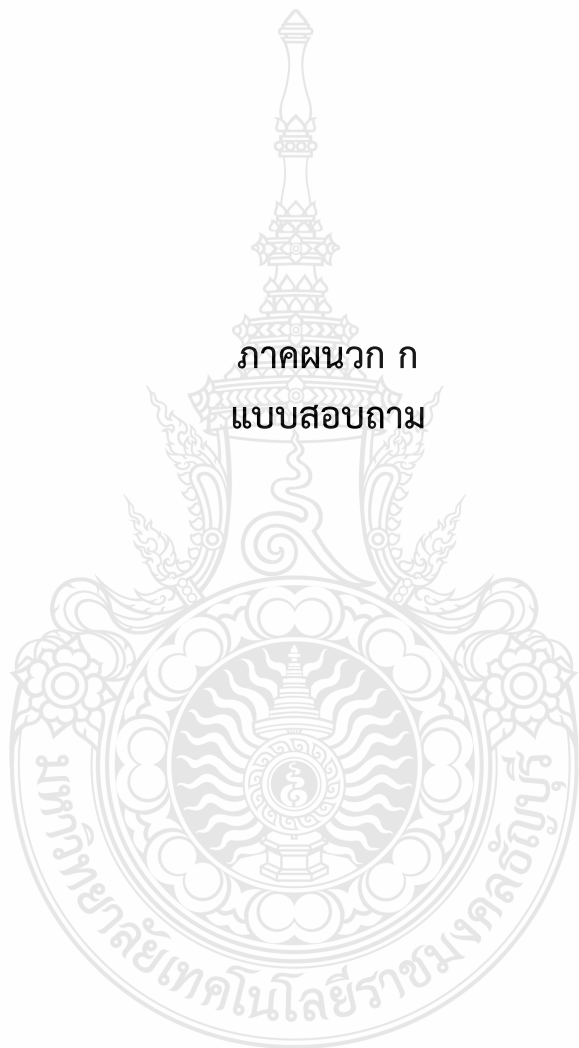 ภาคผนวก ก
แบบสอบถาม
มหาวิทยาลัยเทคโนโลยีราชมงคลธัญบุรี